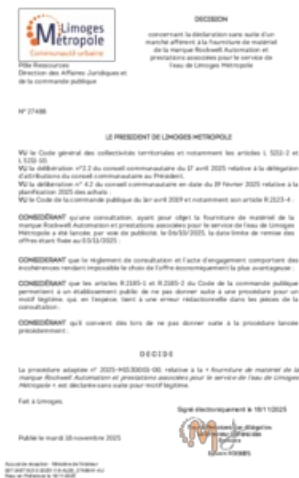 Limoges
Métropole
Communauté urbaine
Pôle Ressources
Direction des Affaires Juridiques et
de la commande publique
DECISION
concernant la déclaration sans suite d'un
marché afférent à la fourniture de matériel
de la marque Rockwell Automation et
prestations associées pour le service de
l'eau de Limoges Métropole
N° 27488
LE PRESIDENT DE LIMOGES METROPOLE
VU le Code général des collectivités territoriales et notamment les articles L 5211-2 et
L 5211-10,
VU la délibération n°2.2 du conseil communautaire du 17 avril 2025 relative à la délégation
d'attributions du conseil communautaire au Président,
VU la délibération n° 4.2 du conseil communautaire en date du 19 février 2025 relative à la
planification 2025 des achats :
VU le Code de la commande publique du 1er avril 2019 et notamment son article R.2123-4 :
CONSIDÉRANT qu'une consultation, ayant pour objet la fourniture de matériel de la
marque Rockwell Automation et prestations associées pour le service de l'eau de Limoges
Métropole a été lancée, par voie de publicité, le 06/10/2025, la date limite de remise des
offres étant fixée au 03/11/2025 ;
CONSIDERANT que le règlement de consultation et l'acte d'engagement comportent des
incohérences rendant impossible le choix de l'offre économiquement la plus avantageuse :
CONSIDÉRANT que les articles R.2185-1 et R.2185-2 du Code de la commande publique
permettent à un établissement public de ne pas donner suite à une procédure pour un
motif légitime, qui, en l'espèce, tient à une erreur rédactionnelle dans les pièces de la
consultation ;
CONSIDÉRANT qu'il convient dès lors de ne pas donner suite à la procédure lancée
précédemment ;
DECIDE
La procédure adaptée n° relative à la « fourniture de matériel de la
marque Rockwell Automation et prestations associées pour le service de l'eau de Limoges
Métropole » est déclarée sans suite pour motif légitime.
Fait à Limoges,
Signé électroniquement le 18/11/2025
Publié le mardi 18 novembre 2025
Accusé de réception - Ministère de l'Intérieur